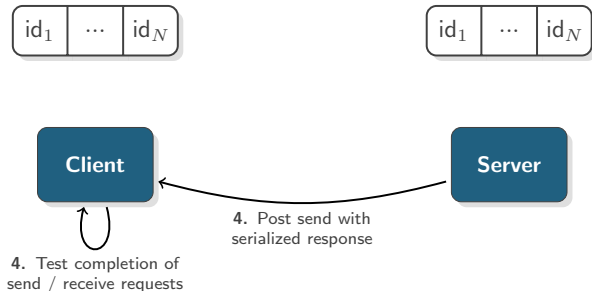 id1 ... idN
id1 ... idN
Client
Server
4. Post send with
serialized response
4. Test completion of
send / receive requests